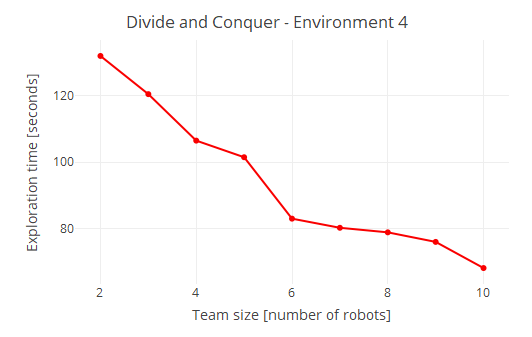 Divide and Conquer - Environment 4
Exploration time [seconds]
120
100
80
2 4 6 8 10
Team size [number of robots]